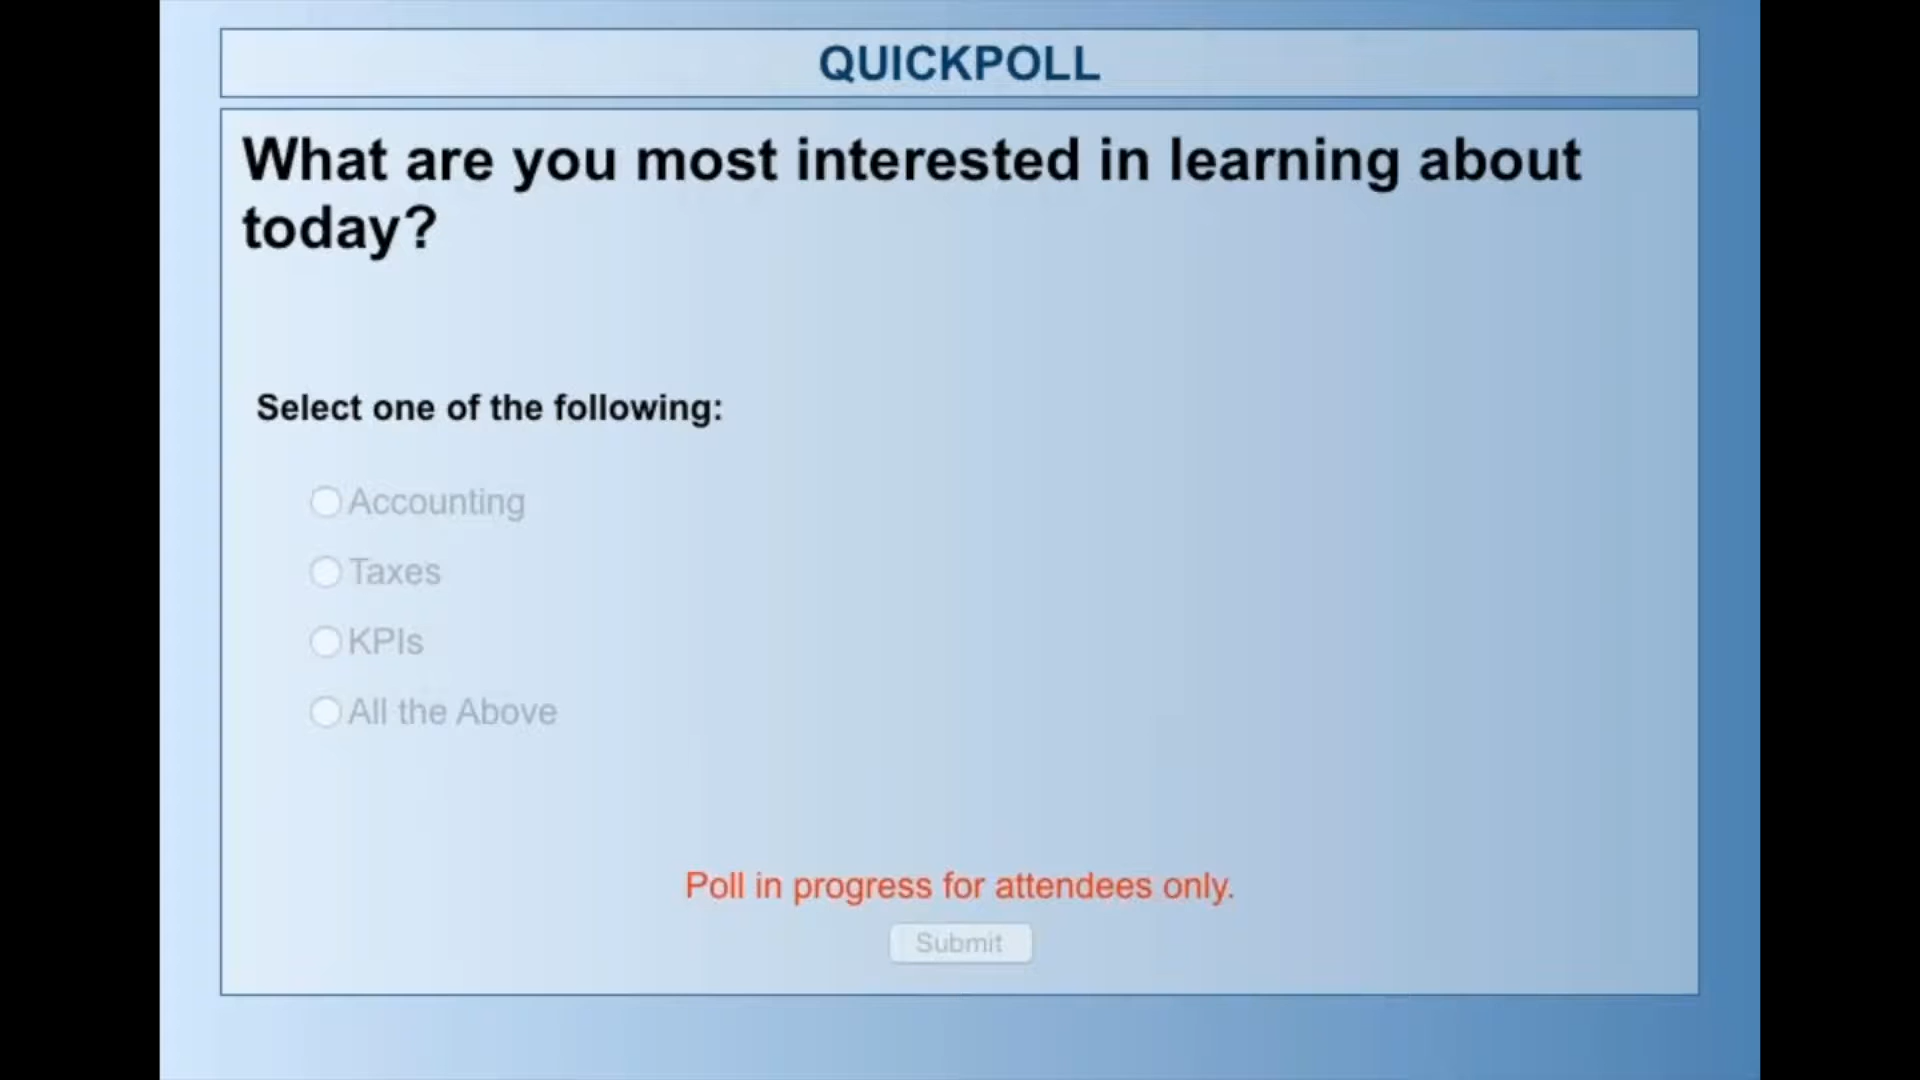 QUICKPOLL
What are you most interested in learning about
today?
Select one of the following:
Accounting
Taxes
KPIs
All the Above
Poll in progress for attendees only.
Submit